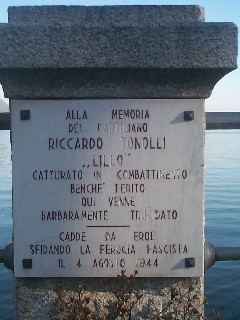 ALLA MEMORIA
DEL PARTIGIANO
RICCARDO TONOLLI
„LILLO"
CATTURATO IN COMBATTIMENTO
BENCHE' FERITO
QUI VENNE
BARBARAMENTE TRUCIDATO
CADDE DA EROE
SFIDANDO LA FEROCIA FASCISTA
IL 4 AGOSTO 1944